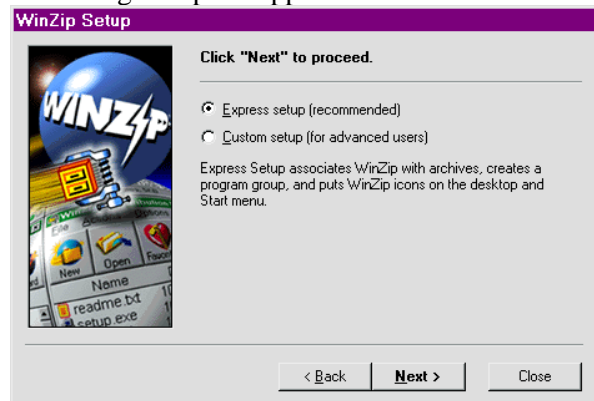 WinZip Setup
Click "Next" to proceed.
WINZIP
Express setup (recommended)
Custom setup (for advanced users)
Express Setup associates WinZip with archives, creates a
program group, and puts WinZip icons on the desktop and
Start menu.
File
Options
New
Open
Name
readme.txt
setup.exe
< Back
Next >
Close